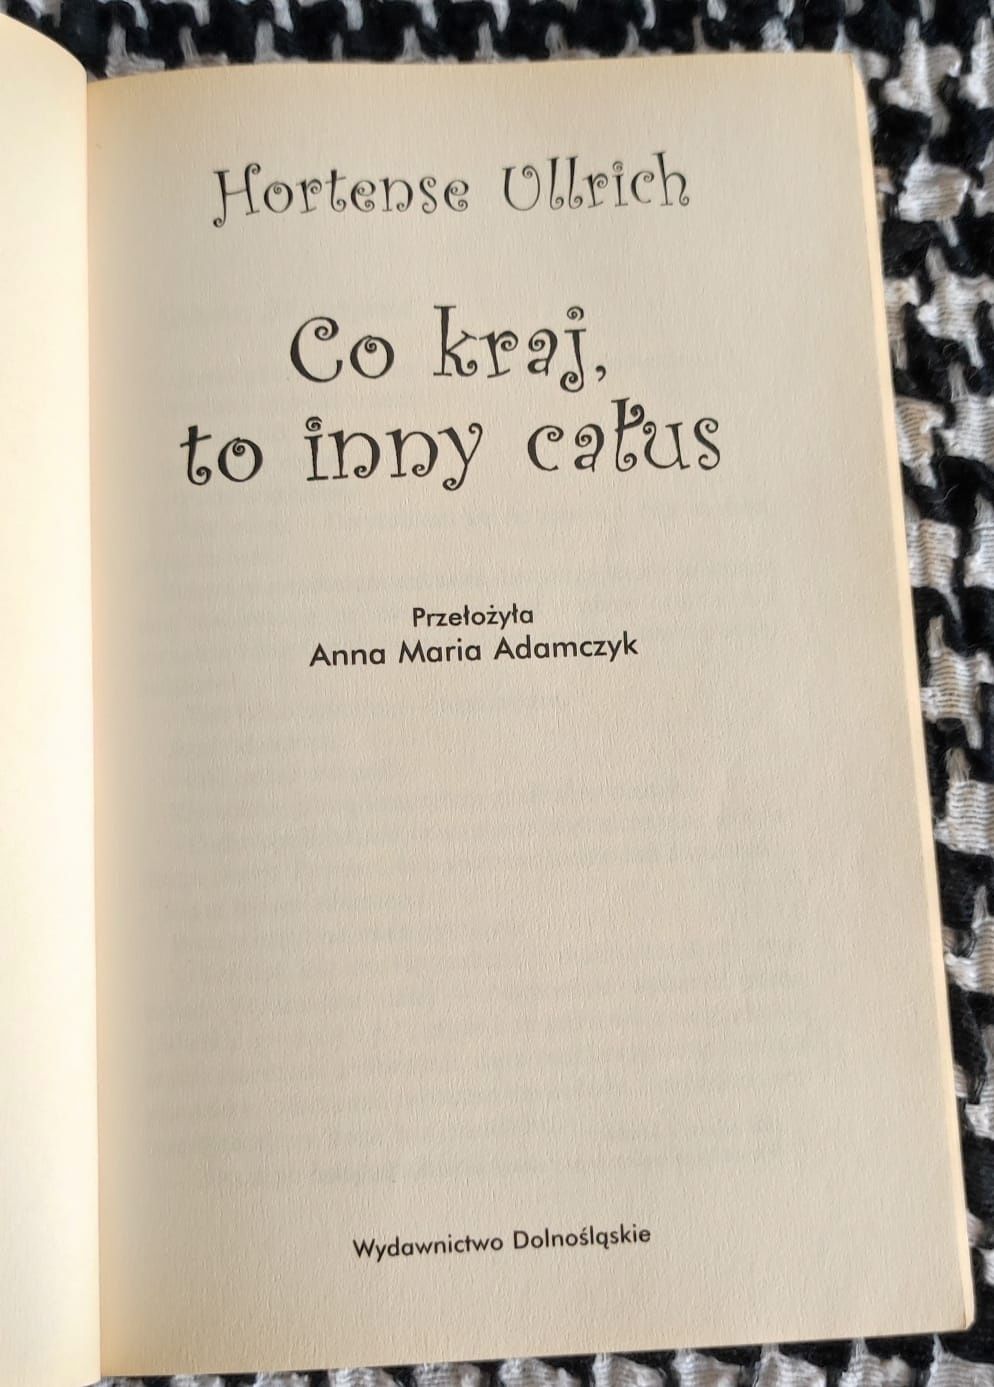 Hortense Ullrich
Co kraj,
to inny całus
Przełożyła
Anna Maria Adamczyk
Wydawnictwo Dolnośląskie